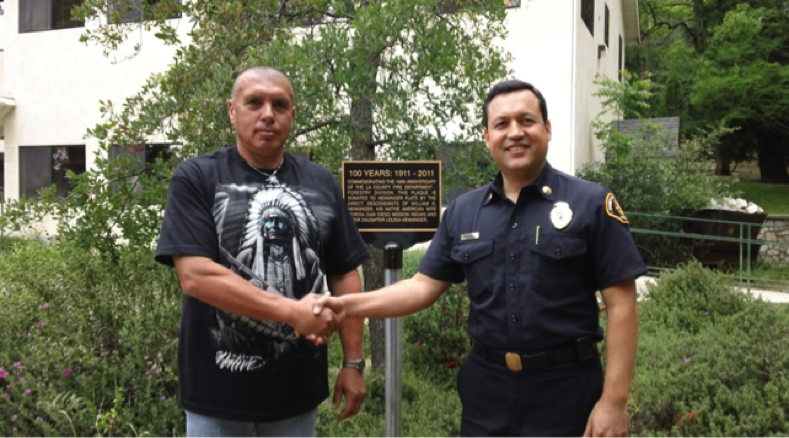 100 YEARS: 1911 - 2011
COMMEMORATING THE 100th ANNIVERSARY
OF THE LA COUNTY FIRE DEPARTMENT
FORESTRY DIVISION. THIS PLAQUE IS
DONATED TO HENNINGER FLATS BY THE
DIRECT DESCENDANTS OF WILLIAM K.
HENNINGER, HIS NATIVE AMERICAN WIFE
TERESA (SAN DIEGO) MISSION INDIAN, AND
DAUGHTER LOUISA HENNINGER.
NATIVE